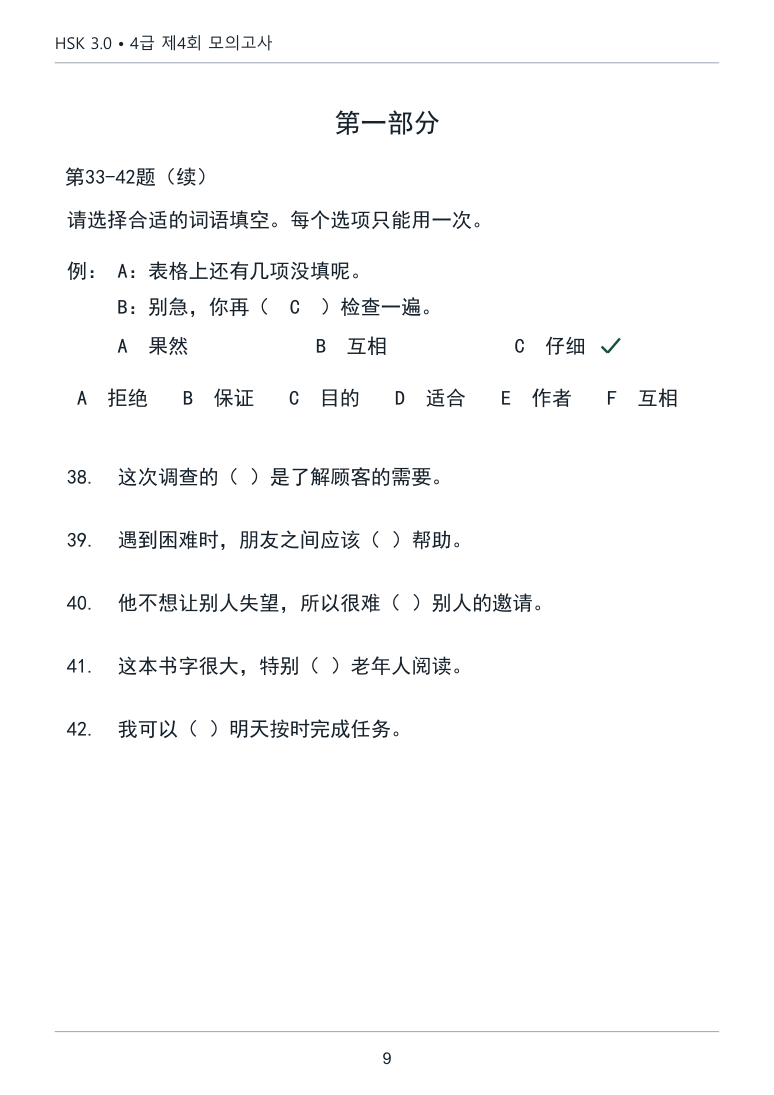 HSK 3.0 • 4급 제4회 모의고사
第一部分
第33-42题（续）
请选择合适的词语填空。每个选项只能用一次。
例： A：表格上还有几项没填呢。
B：别急，你再（ C ）检查一遍。
A 果然 B 互相 C 仔细 ✓
A 拒绝 B 保证 C 目的 D 适合 E 作者 F 互相
38. 这次调查的（ ）是了解顾客的需要。
39. 遇到困难时，朋友之间应该（ ）帮助。
40. 他不想让别人失望，所以很难（ ）别人的邀请。
41. 这本书字很大，特别（ ）老年人阅读。
42. 我可以（ ）明天按时完成任务。
9